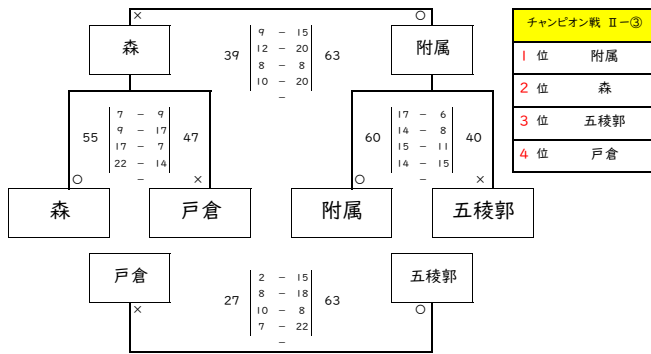 × ○
森 39 9 － 15 63 附属
12 － 20
8 － 8
10 － 20
－
チャンピオン戦 Ⅱー③
1 位 附属
2 位 森
3 位 五稜郭
4 位 戸倉
55 7 － 9 47
9 － 17
17 － 7
22 － 14
－
60 17 － 6 40
14 － 8
15 － 11
14 － 15
－
○ × ○ ×
森 戸倉 附属 五稜郭
戸倉 27 2 － 15 63 五稜郭
8 － 18
10 － 8
7 － 22
－
× ○